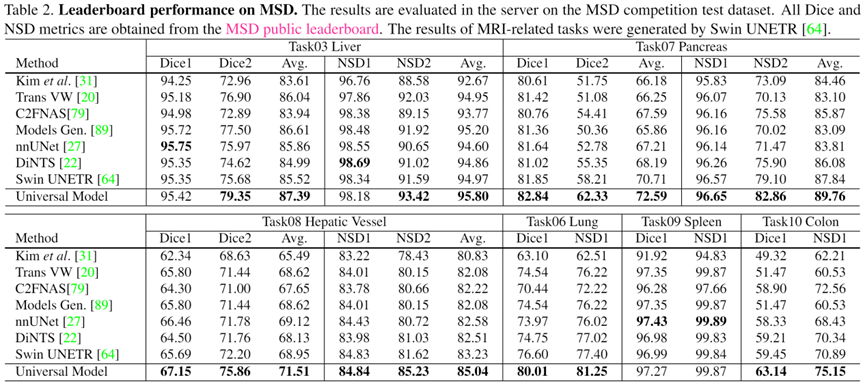 Table 2. Leaderboard performance on MSD. The results are evaluated in the server on the MSD competition test dataset. All Dice and
NSD metrics are obtained from the MSD public leaderboard. The results of MRI-related tasks were generated by Swin UNETR [64].
Task03 Liver Task07 Pancreas
Method Dice1 Dice2 Avg. NSD1 NSD2 Avg. Dice1 Dice2 Avg. NSD1 NSD2 Avg.
Kim et al. [31] 94.25 72.96 83.61 96.76 88.58 92.67 80.61 51.75 66.18 95.83 73.09 84.46
Trans VW [20] 95.18 76.90 86.04 97.86 92.03 94.95 81.42 51.08 66.25 96.07 70.13 83.10
C2FNAS[79] 94.98 72.89 83.94 98.38 89.15 93.77 80.76 54.41 67.59 96.16 75.58 85.87
Models Gen. [89] 95.72 77.50 86.61 98.48 91.92 95.20 81.36 50.36 65.86 96.16 70.02 83.09
nnUNet [27] 95.75 75.97 85.86 98.55 90.65 94.60 81.64 52.78 67.21 96.14 71.47 83.81
DiNTS [22] 95.35 74.62 84.99 98.69 91.02 94.86 81.02 55.35 68.19 96.26 75.90 86.08
Swin UNETR [64] 95.35 75.68 85.52 98.34 91.59 94.97 81.85 58.21 70.71 96.57 79.10 87.84
Universal Model 95.42 79.35 87.39 98.18 93.42 95.80 82.84 62.33 72.59 96.65 82.86 89.76
Task08 Hepatic Vessel Task06 Lung Task09 Spleen Task10 Colon
Method Dice1 Dice2 Avg. NSD1 NSD2 Avg. Dice1 NSD1 Dice1 NSD1 Dice1 NSD1
Kim et al. [31] 62.34 68.63 65.49 83.22 78.43 80.83 63.10 62.51 91.92 94.83 49.32 62.21
Trans VW [20] 65.80 71.44 68.62 84.01 80.15 82.08 74.54 76.22 97.35 99.87 51.47 60.53
C2FNAS[79] 64.30 71.00 67.65 83.78 80.66 82.22 70.44 72.22 96.28 97.66 58.90 72.56
Models Gen. [89] 65.80 71.44 68.62 84.01 80.15 82.08 74.54 76.22 97.35 99.87 51.47 60.53
nnUNet [27] 66.46 71.78 69.12 84.43 80.72 82.58 73.97 76.02 97.43 99.89 58.33 68.43
DiNTS [22] 64.50 71.76 68.13 83.98 81.03 82.51 74.75 77.02 96.98 99.83 59.21 70.34
Swin UNETR [64] 65.69 72.20 68.95 84.83 81.62 83.23 76.60 77.40 96.99 99.84 59.45 70.89
Universal Model 67.15 75.86 71.51 84.84 85.23 85.04 80.01 81.25 97.27 99.87 63.14 75.15